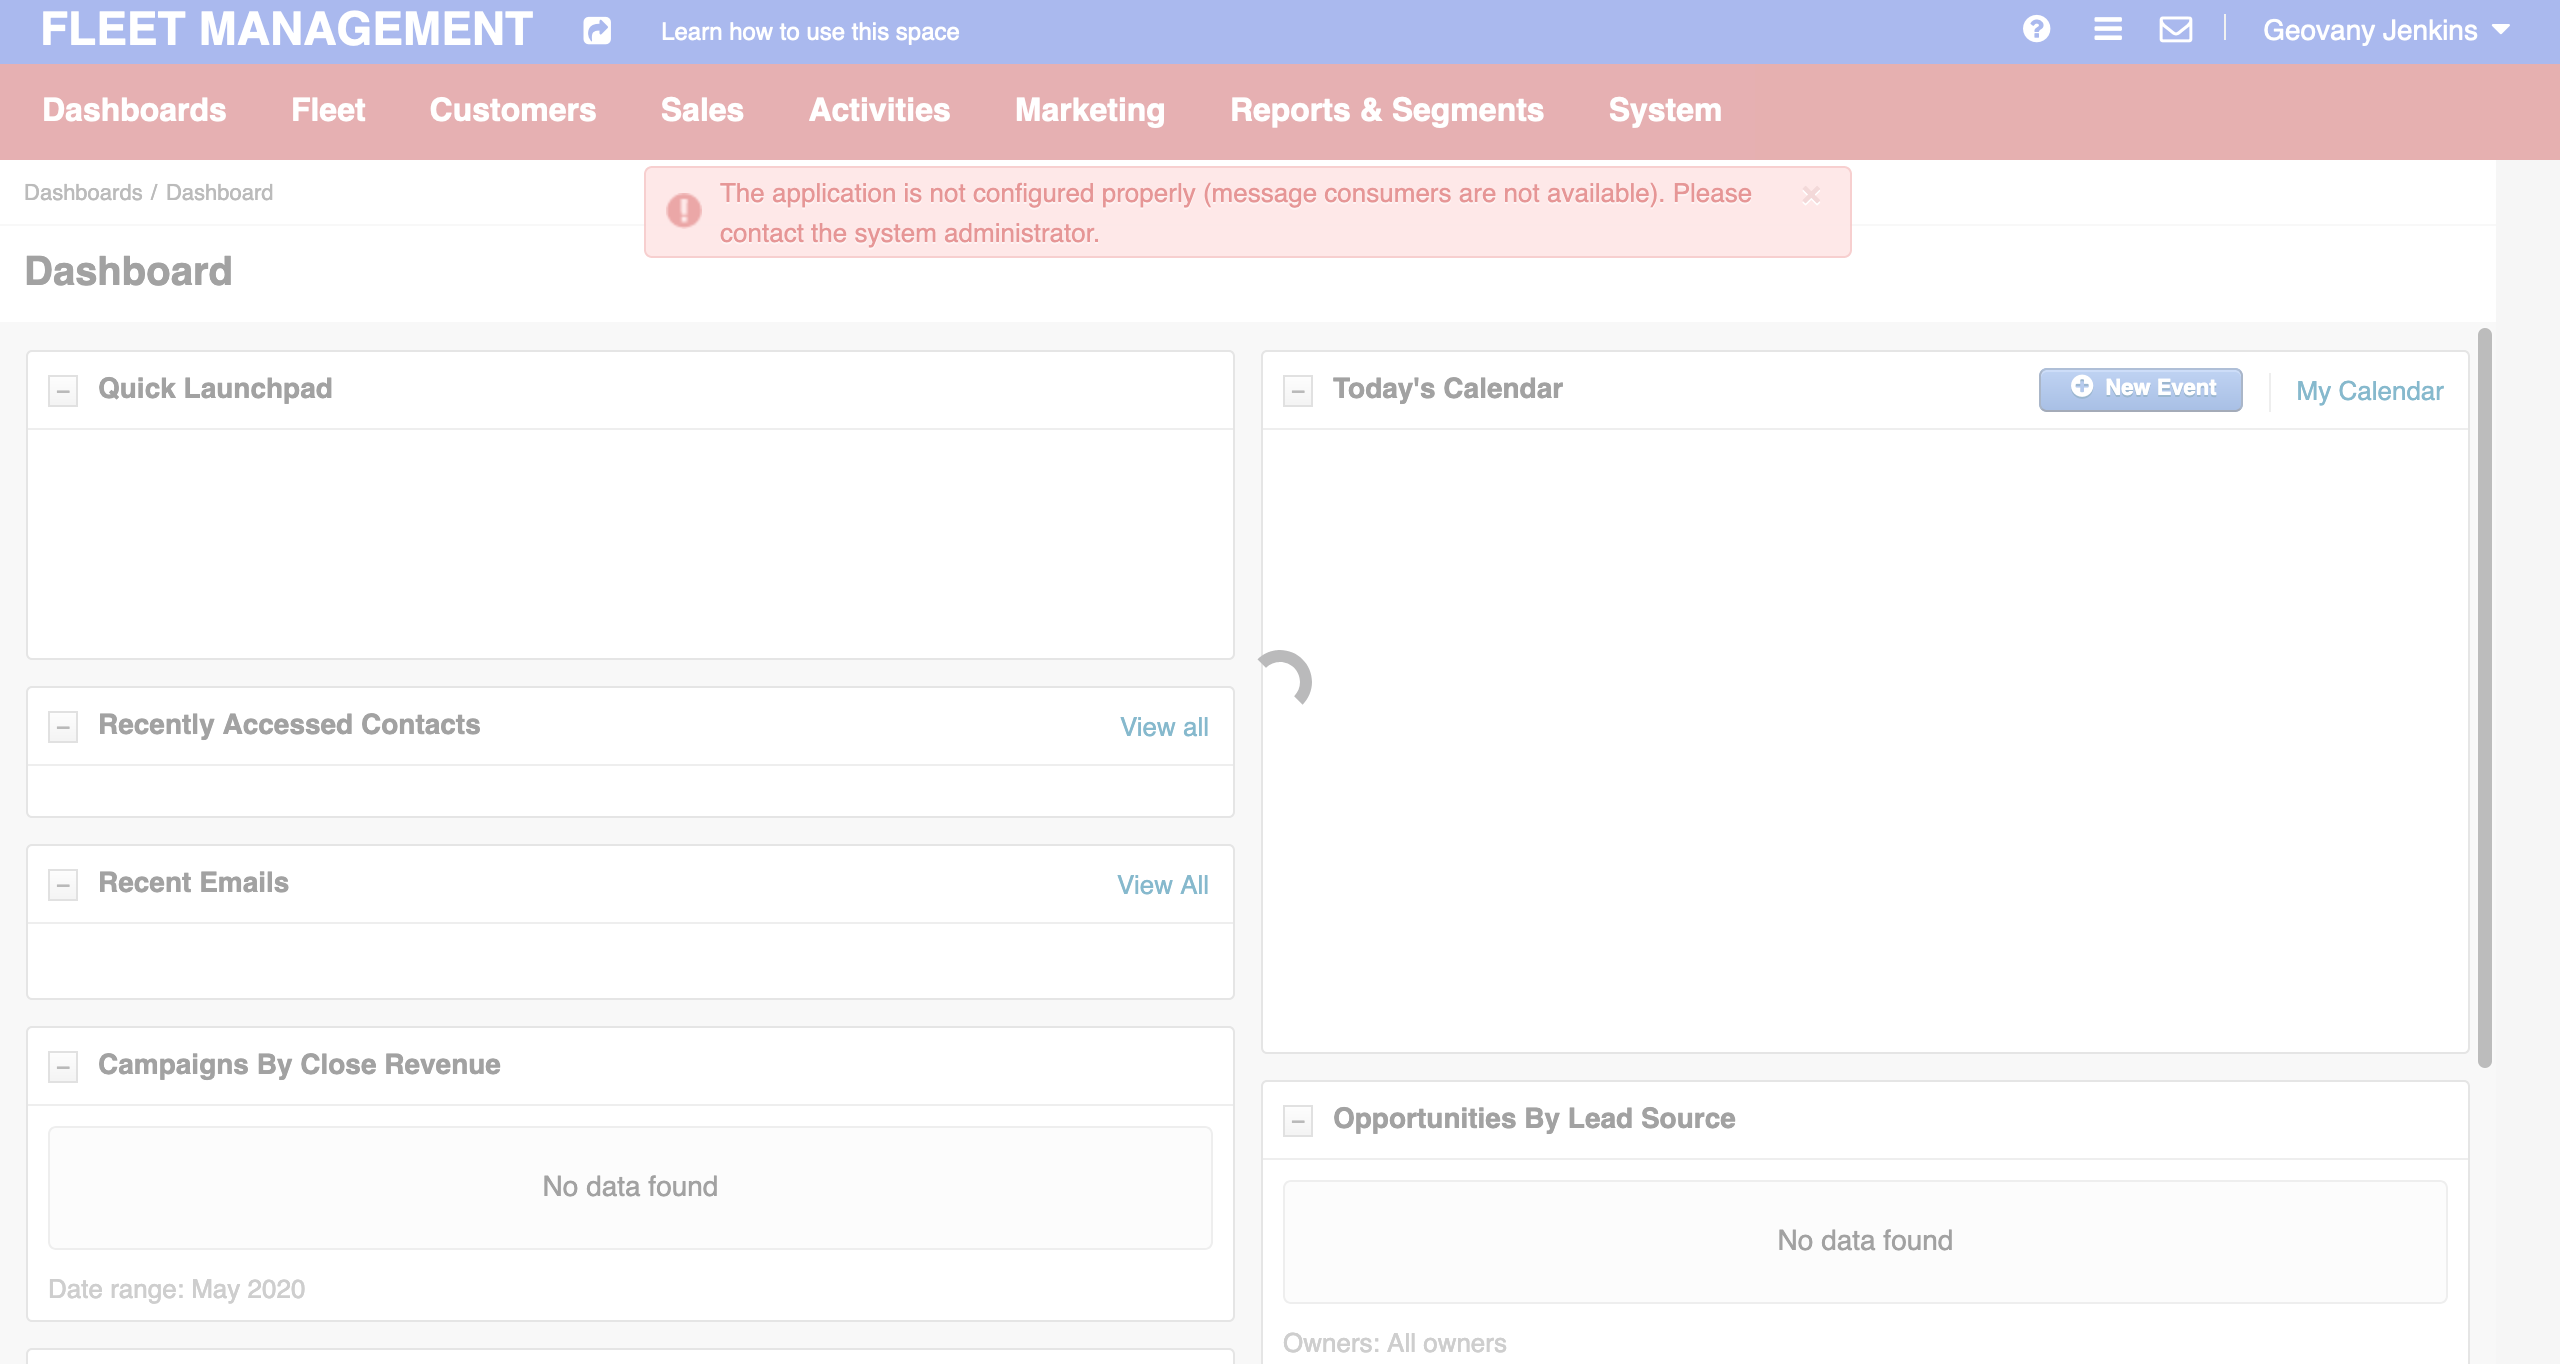 FLEET MANAGEMENT
Learn how to use this space
Geovany Jenkins
Dashboards
Fleet
Customers
Sales
Activities
Marketing
Reports & Segments
System
Dashboards / Dashboard
The application is not configured properly (message consumers are not available). Please
contact the system administrator.
Dashboard
Quick Launchpad
Today's Calendar
New Event
My Calendar
Recently Accessed Contacts
View all
Recent Emails
View All
Campaigns By Close Revenue
No data found
Date range: May 2020
Opportunities By Lead Source
No data found
Owners: All owners